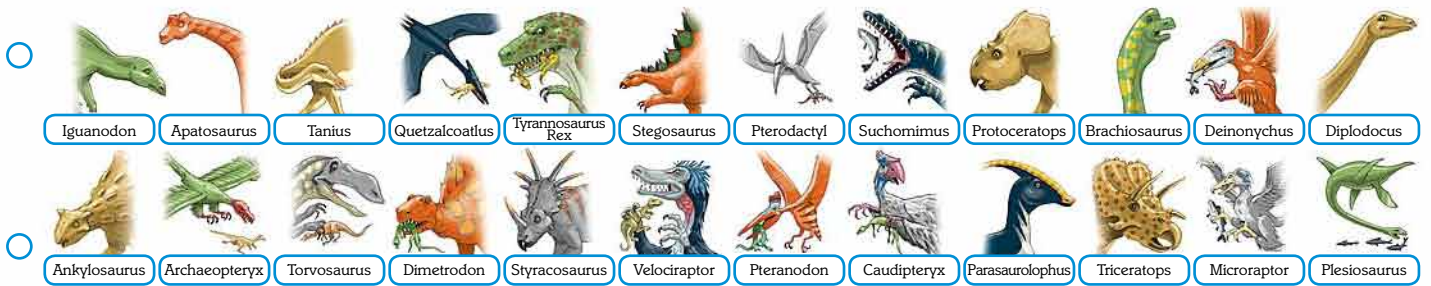 Iguanodon
Apatosaurus
Tanius
Quetzalcoatlus
Tyrannosaurus
Rex
Stegosaurus
Pterodactyl
Suchomimus
Protoceratops
Brachiosaurus
Deinonychus
Diplodocus
Ankylosaurus
Archaeopteryx
Torvosaurus
Dimetrodon
Styracosaurus
Velociraptor
Pteranodon
Caudipteryx
Parasaurolophus
Triceratops
Microraptor
Plesiosaurus